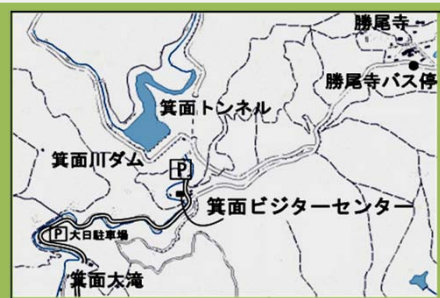 勝尾寺
勝尾寺バス停
箕面トンネル
箕面川ダム
P
箕面ビジターセンター
P 大日駐車場
箕面大滝